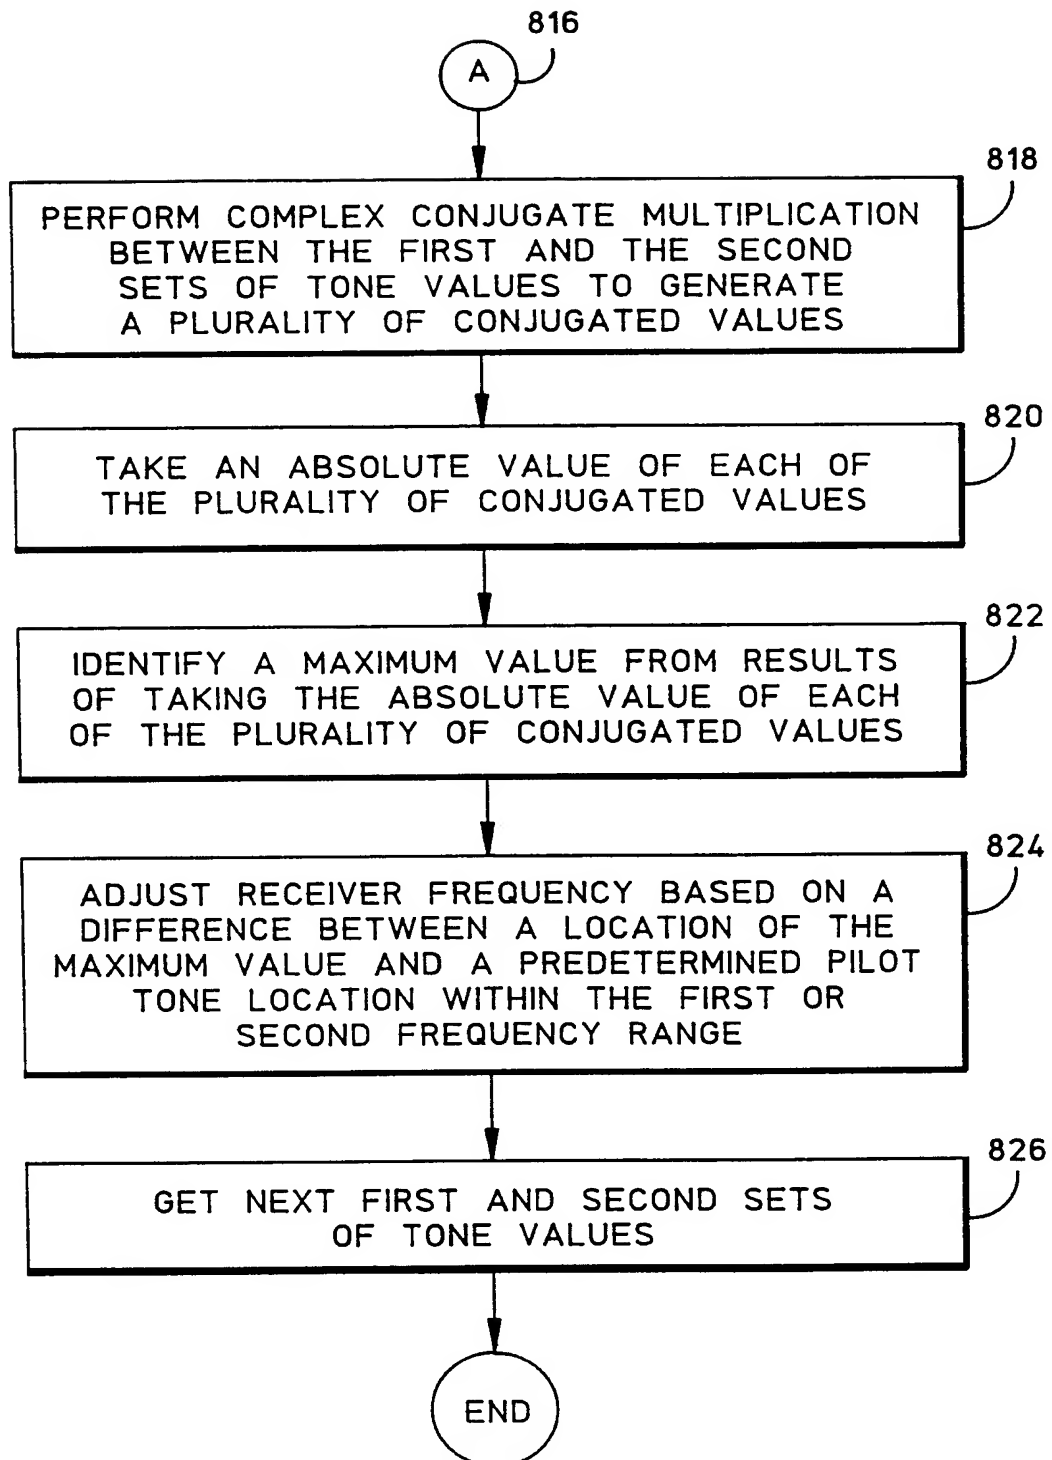 816
A
818
PERFORM COMPLEX CONJUGATE MULTIPLICATION
BETWEEN THE FIRST AND THE SECOND
SETS OF TONE VALUES TO GENERATE
A PLURALITY OF CONJUGATED VALUES
820
TAKE AN ABSOLUTE VALUE OF EACH OF
THE PLURALITY OF CONJUGATED VALUES
822
IDENTIFY A MAXIMUM VALUE FROM RESULTS
OF TAKING THE ABSOLUTE VALUE OF EACH
OF THE PLURALITY OF CONJUGATED VALUES
824
ADJUST RECEIVER FREQUENCY BASED ON A
DIFFERENCE BETWEEN A LOCATION OF THE
MAXIMUM VALUE AND A PREDETERMINED PILOT
TONE LOCATION WITHIN THE FIRST OR
SECOND FREQUENCY RANGE
826
GET NEXT FIRST AND SECOND SETS
OF TONE VALUES
END